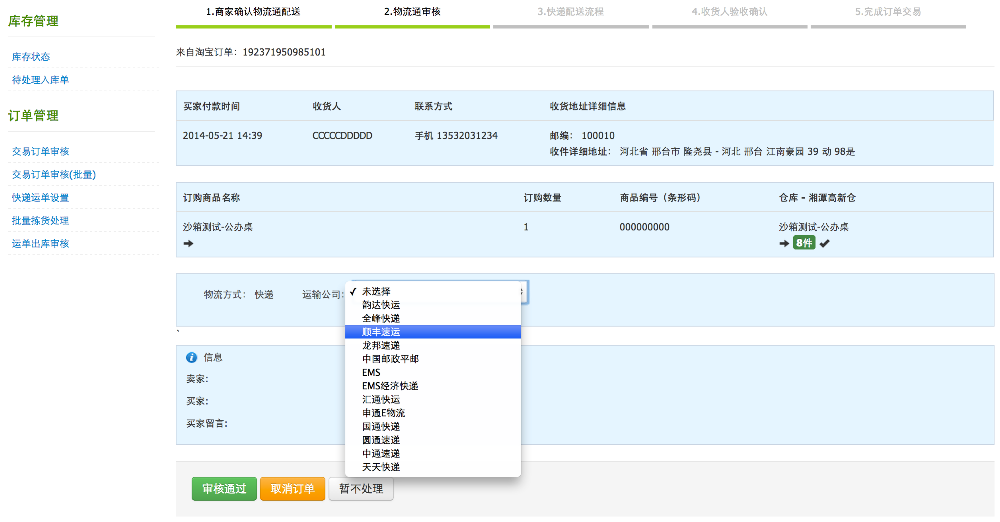 库存管理
库存状态
待处理入库单
订单管理
交易订单审核
交易订单审核(批量)
快递运单设置
批量拣货处理
运单出库审核
1.商家确认物流通配送
2.物流通审核
3.快递配送流程
4.收货人验收确认
5.完成订单交易
来自淘宝订单：192371950985101
买家付款时间 收货人 联系方式 收货地址详细信息
2014-05-21 14:39 CCCCCDDDDD 手机 13532031234 邮编： 100010
收件详细地址： 河北省 邢台市 隆尧县 - 河北 邢台 江南豪园 39 动 98是
订购商品名称 订购数量 商品编号（条形码） 仓库 - 湘潭高新仓
沙箱测试-公办桌 1 000000000 沙箱测试-公办桌
8件
物流方式： 快递 运输公司:
未选择
韵达快运
全峰快递
顺丰速运
龙邦速递
中国邮政平邮
EMS
EMS经济快递
汇通快运
申通E物流
国通快递
圆通速递
中通速递
天天快递
`
信息
卖家:
买家:
买家留言:
审核通过 取消订单 暂不处理